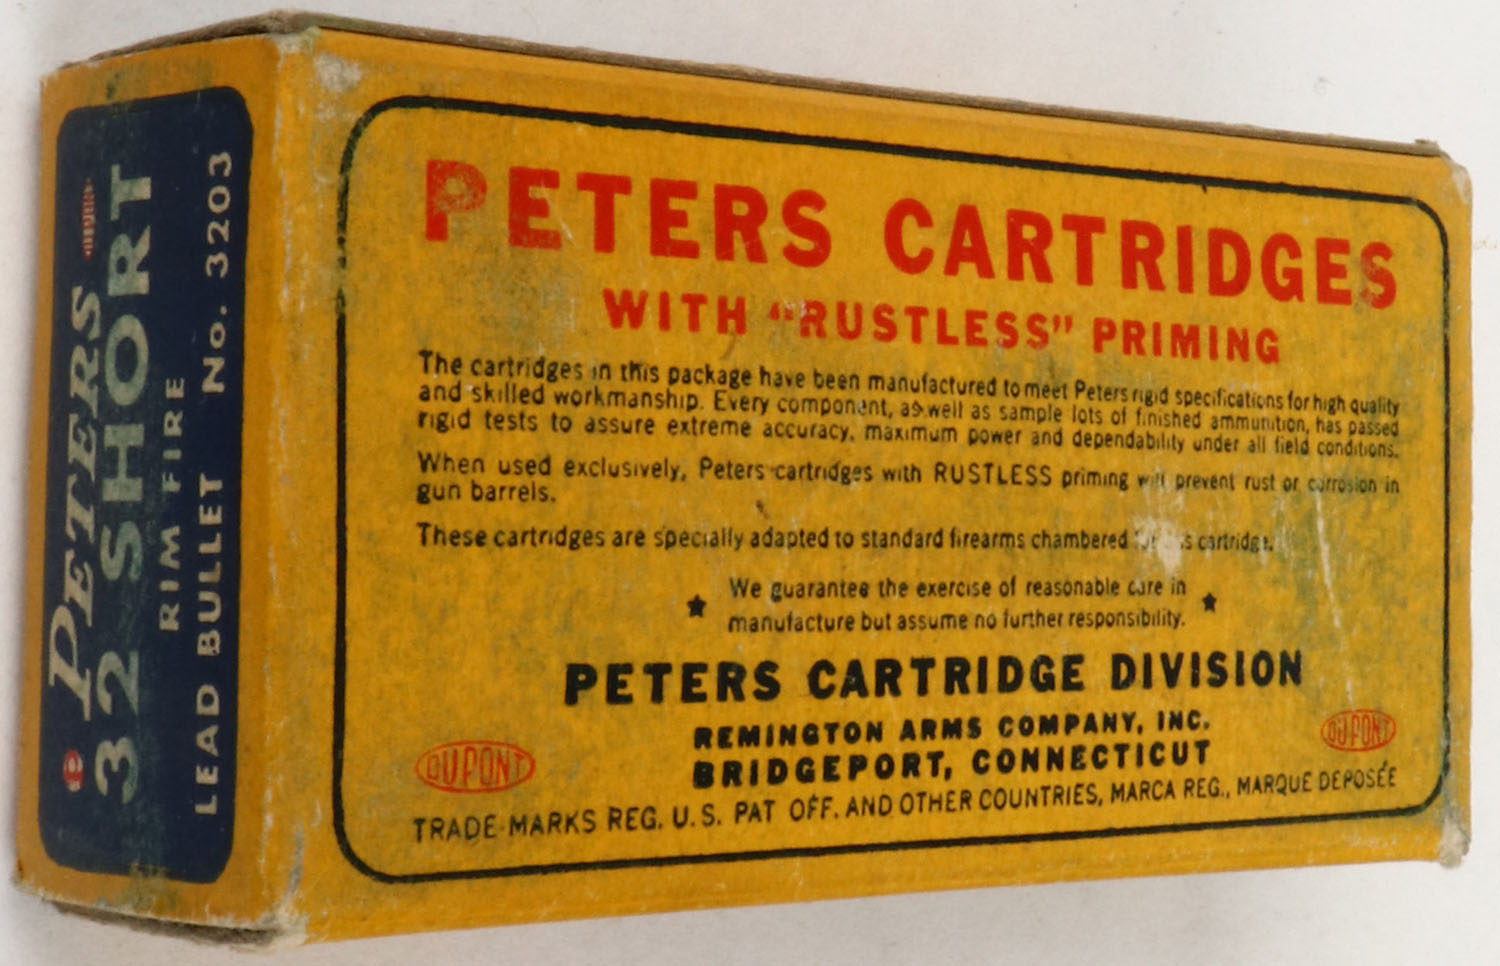 PETERS CARTRIDGES
WITH "RUSTLESS" PRIMING
The cartridges in this package have been manufactured to meet Peters rigid specifications for high quality
and skilled workmanship. Every component, as well as sample lots of finished ammunition, has passed
rigid tests to assure extreme accuracy, maximum power and dependability under all field conditions.
When used exclusively, Peters cartridges with RUSTLESS priming will prevent rust or corrosion in
gun barrels.
These cartridges are specially adapted to standard firearms chambered cartridge.
We guarantee the exercise of reasonable care in
manufacture but assume no further responsibility.
PETERS CARTRIDGE DIVISION
REMINGTON ARMS COMPANY, INC.
BRIDGEPORT, CONNECTICUT
DUPONT
DUPONT
TRADE-MARKS REG. U.S. PAT OFF. AND OTHER COUNTRIES, MARCA REG., MARQUE DEPOSÉE
P PETERS DUPONT
32 SHORT
RIM FIRE
LEAD BULLET No. 3203